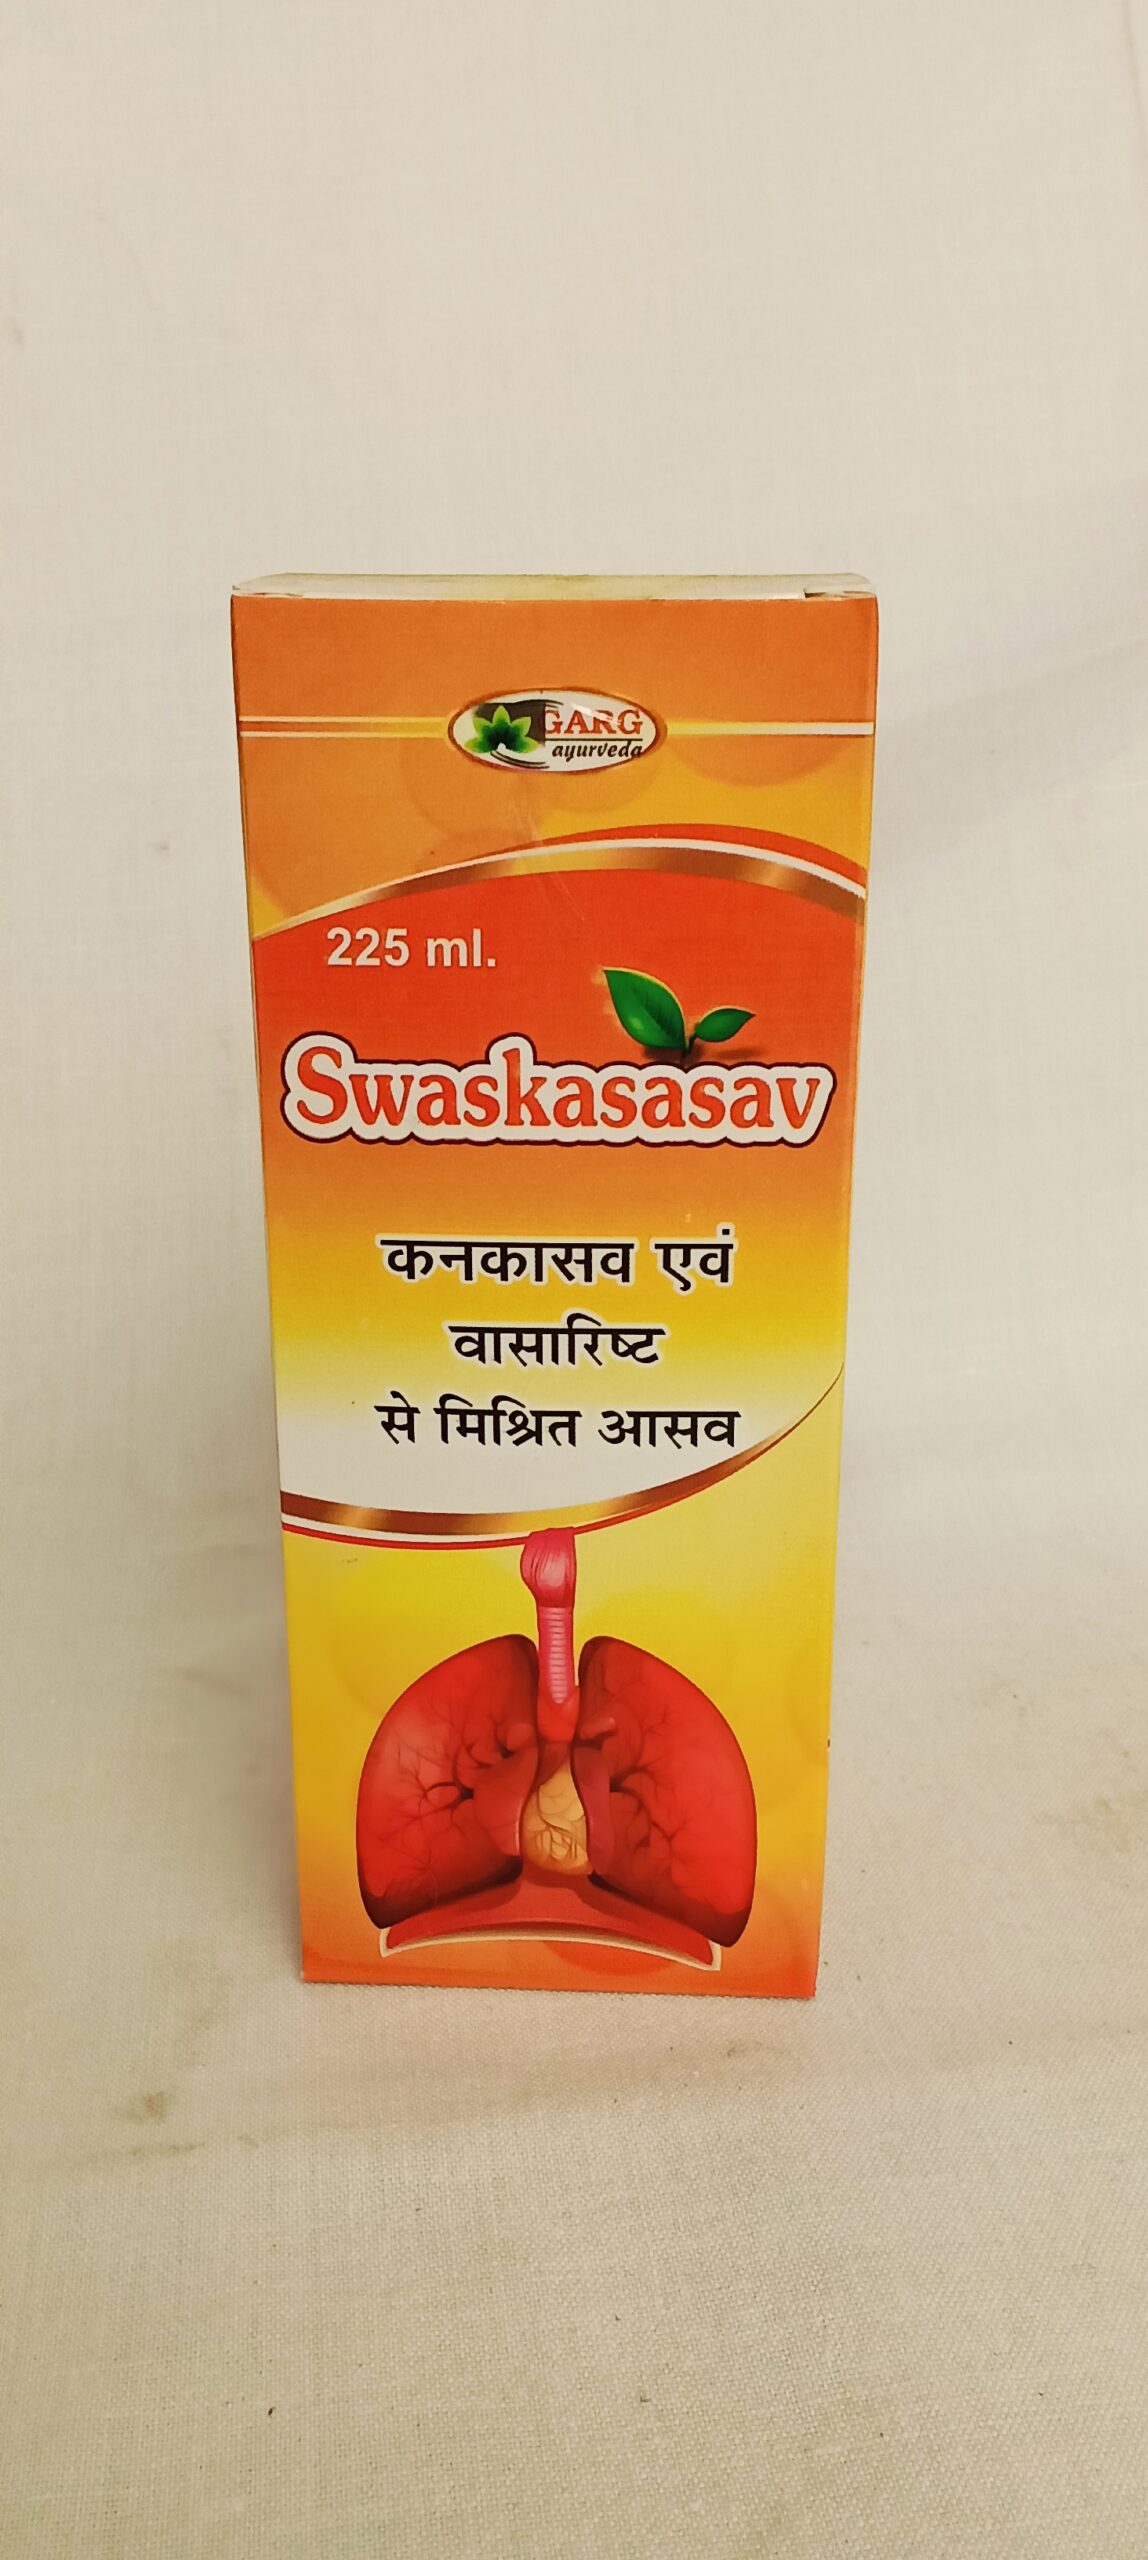 GARG
ayurveda
225 ml.
Swaskasasav
कनकासव एवं
वासारिष्ट
से मिश्रित आसव